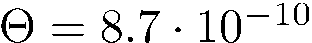 Θ = 8.7 · 10⁻¹⁰